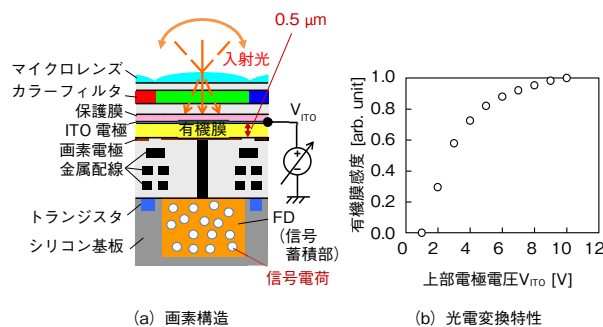 0.5 μm
入射光
マイクロレンズ
カラーフィルタ
保護膜
ITO 電極
有機膜
V_ITO
画素電極
金属配線
トランジスタ
シリコン基板
FD
(信号
蓄積部)
信号電荷
(a) 画素構造
有機膜感度 [arb. unit]
1.0
0.8
0.6
0.4
0.2
0.0
0 2 4 6 8 10 12
上部電極電圧V_ITO [V]
(b) 光電変換特性